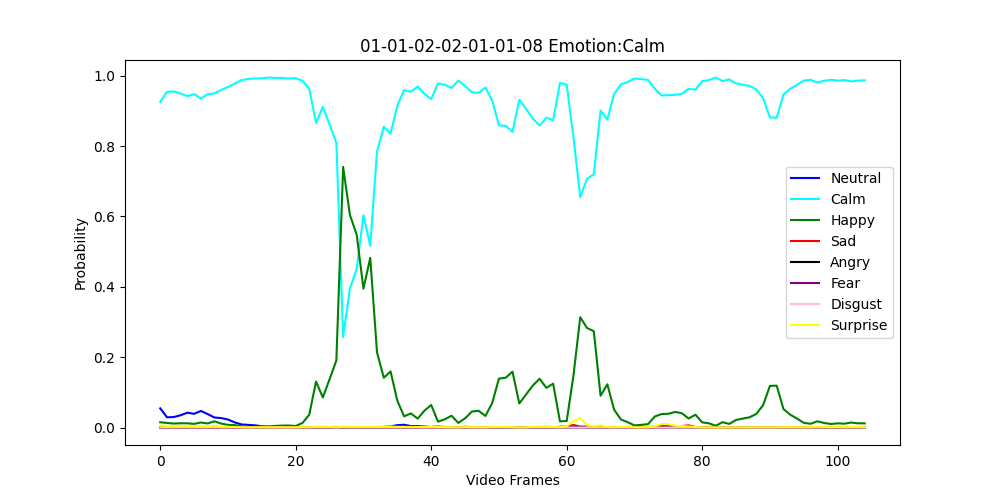 01-01-02-02-01-01-08 Emotion:Calm
Probability
1.0
0.8
0.6
0.4
0.2
0.0
Neutral
Calm
Happy
Sad
Angry
Fear
Disgust
Surprise
0 20 40 60 80 100
Video Frames